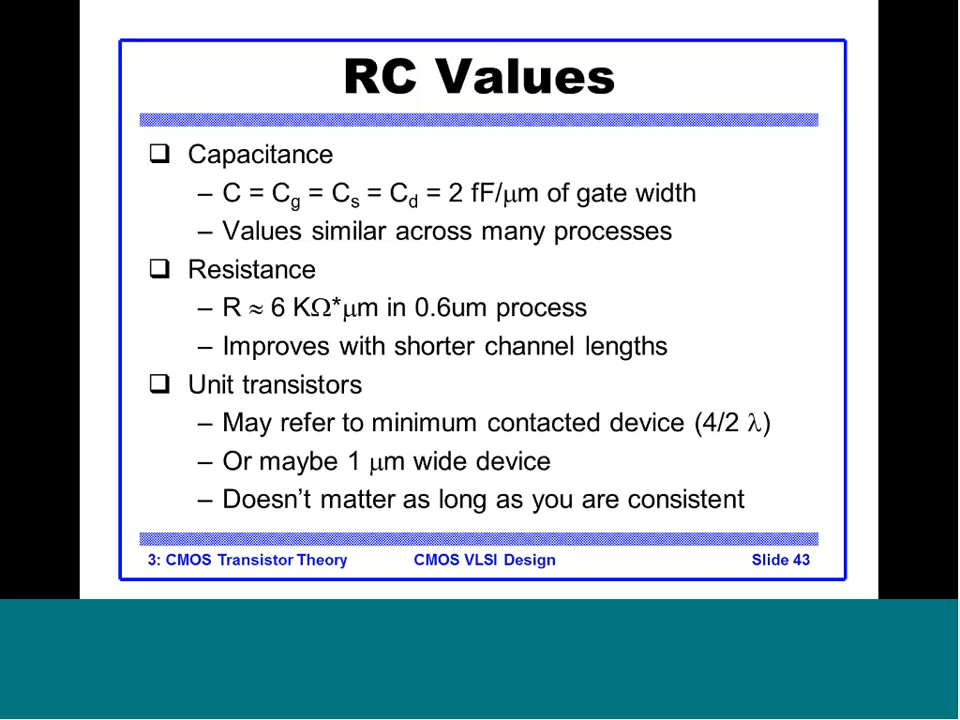 RC Values
❑ Capacitance
– C = Cg = Cs = Cd = 2 fF/μm of gate width
– Values similar across many processes
❑ Resistance
– R ≈ 6 KΩ*μm in 0.6um process
– Improves with shorter channel lengths
❑ Unit transistors
– May refer to minimum contacted device (4/2 λ)
– Or maybe 1 μm wide device
– Doesn't matter as long as you are consistent
3: CMOS Transistor Theory CMOS VLSI Design Slide 43